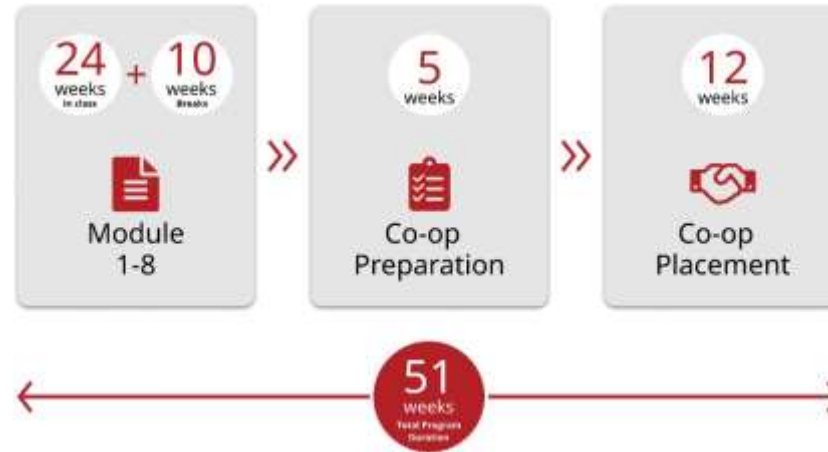 24 + 10
weeks weeks
In class Breaks
Module
1-8
5
weeks
Co-op
Preparation
12
weeks
Co-op
Placement
51
weeks
Total Program
Duration